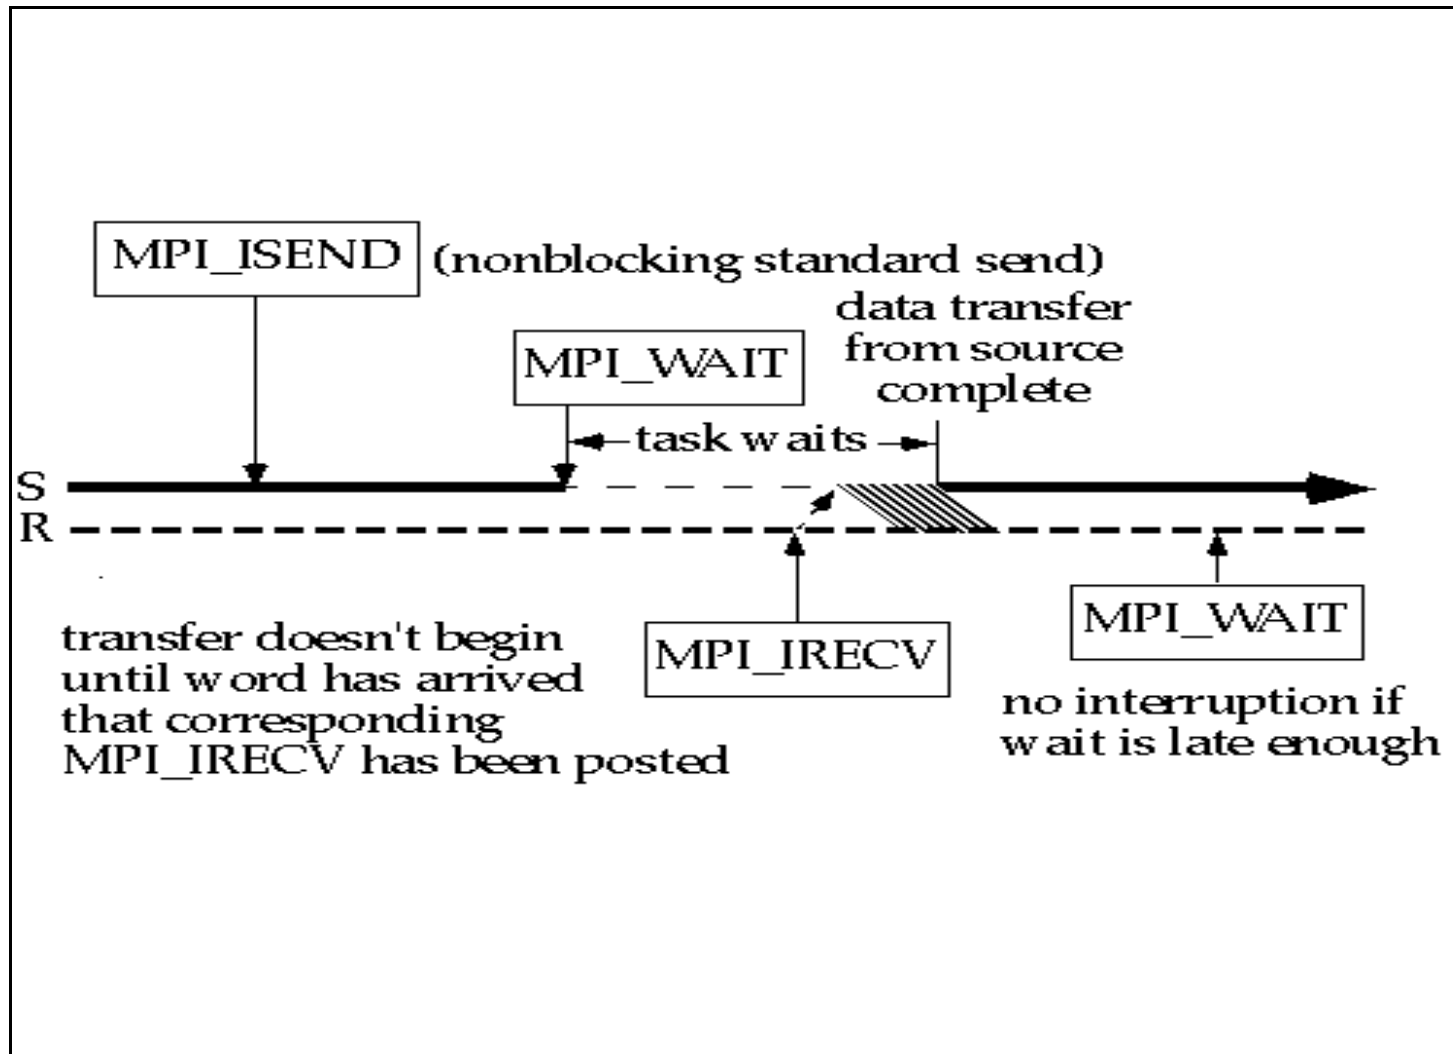 MPI_ISEND (nonblocking standard send)
data transfer
from source
complete
MPI_WAIT
task waits
S
R
transfer doesn't begin
until word has arrived
that corresponding
MPI_IRECV has been posted
MPI_IRECV
MPI_WAIT
no interruption if
wait is late enough